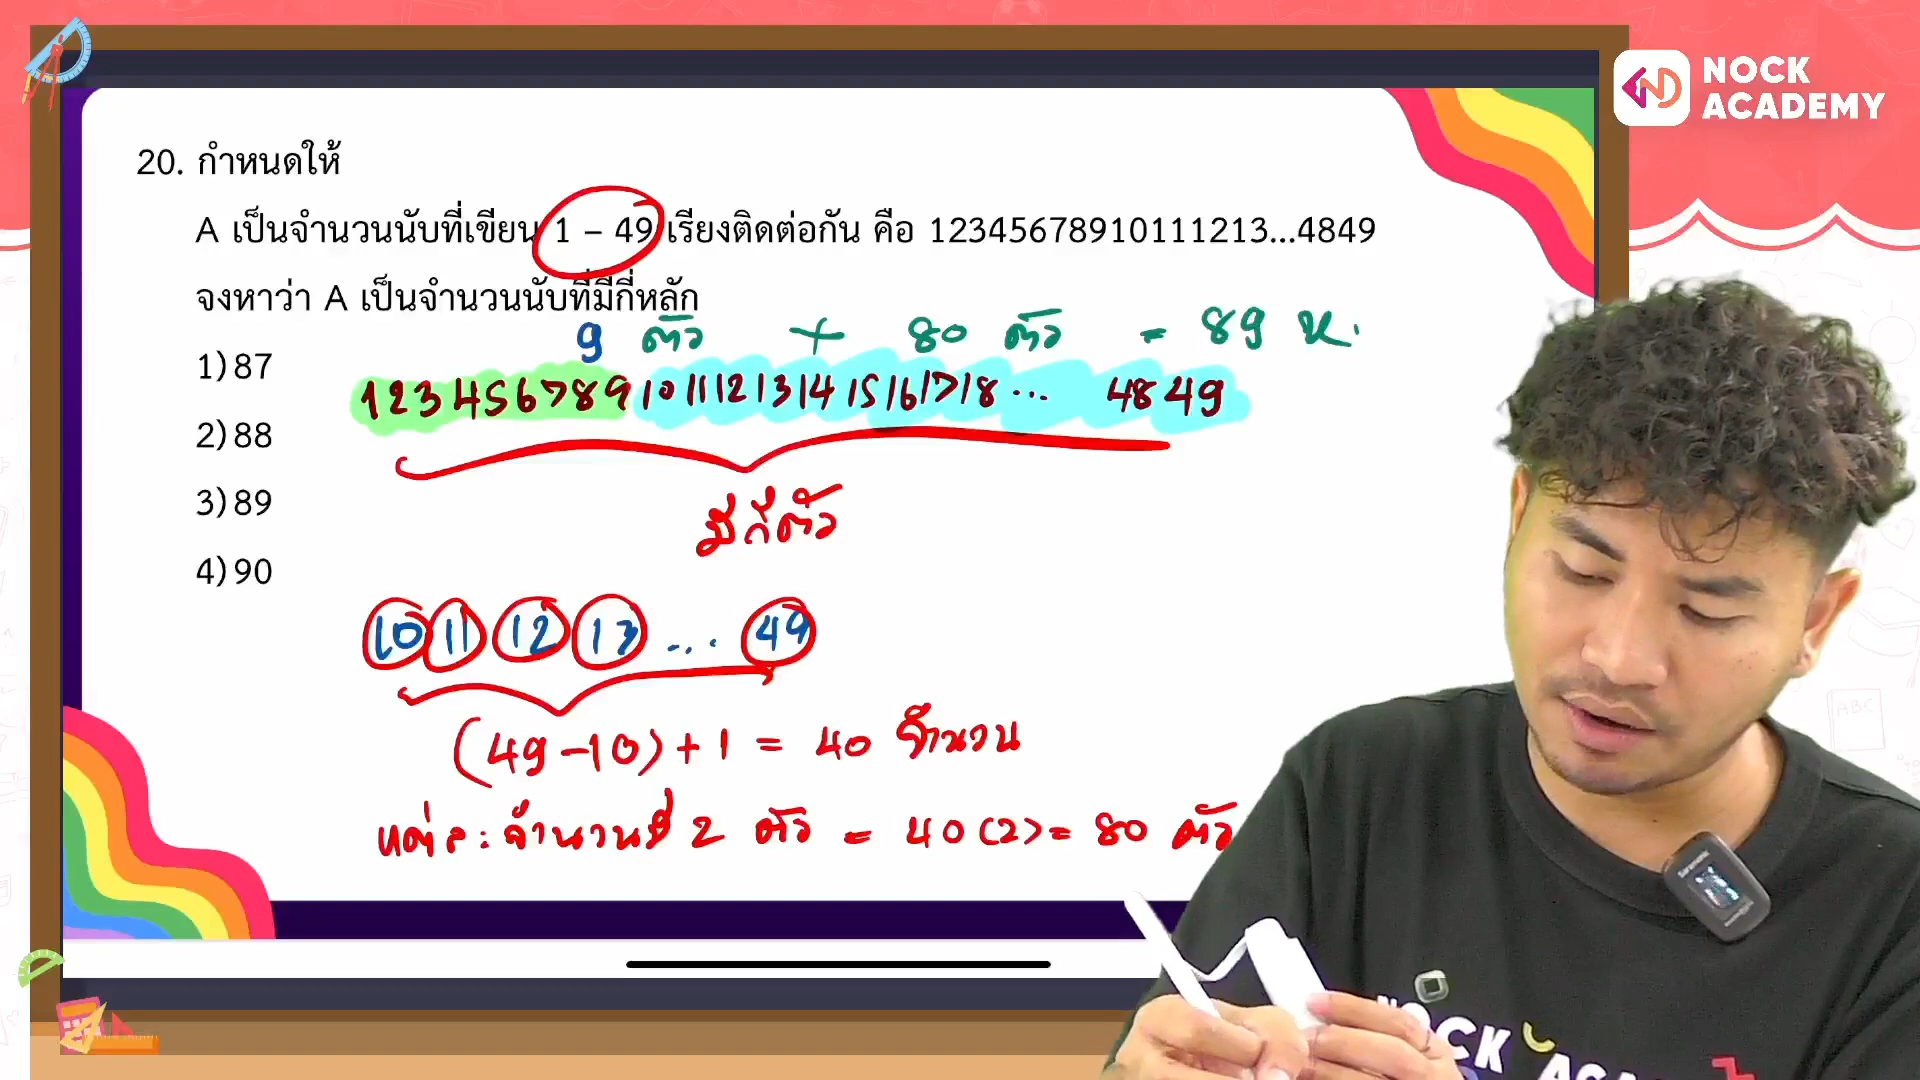 NOCK
ACADEMY
20. กำหนดให้
A เป็นจำนวนนับที่เขียน 1 – 49 เรียงติดต่อกัน คือ 12345678910111213...4849
จงหาว่า A เป็นจำนวนนับที่มีกี่หลัก
9 ตัว + 80 ตัว = 89 ห.
1) 87
123456789101112131415161718... 4849
2) 88
3) 89
มีกี่ตัว
4) 90
10 11 12 13 ... 49
(49-10)+1 = 40 จำนวน
แต่ละจำนวนมี 2 ตัว = 40(2) = 80 ตัว
NOCK